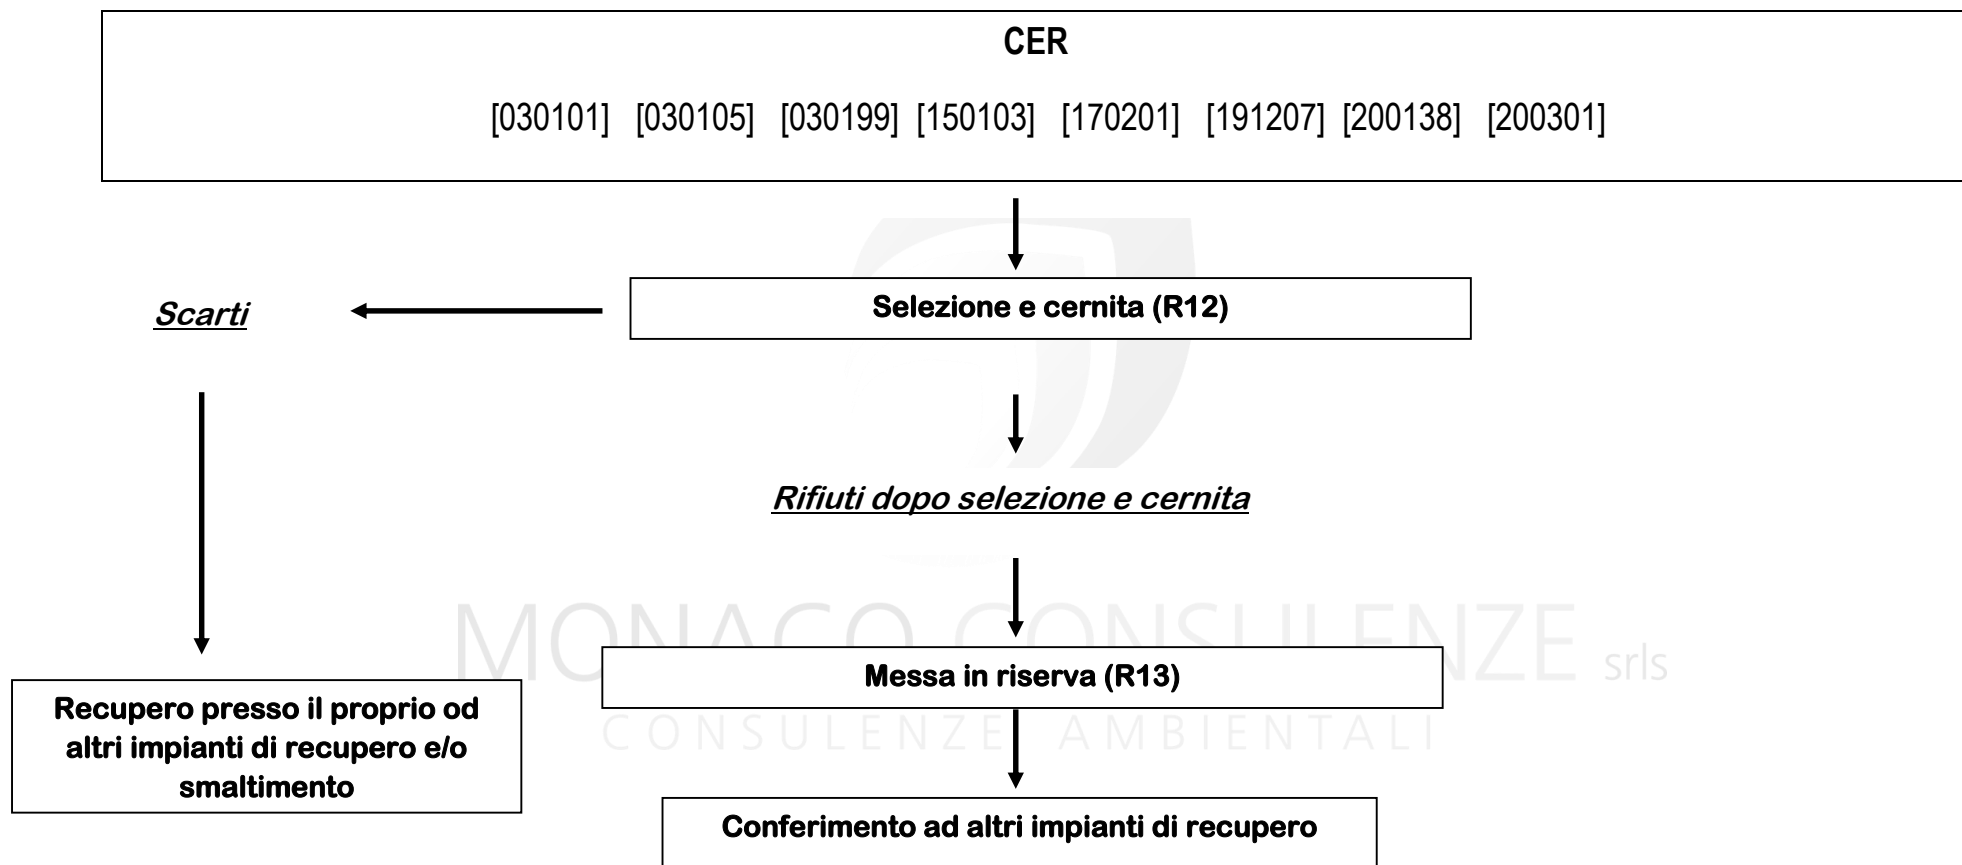 CER
[030101] [030105] [030199] [150103] [170201] [191207] [200138] [200301]
Selezione e cernita (R12)
Scarti
Rifiuti dopo selezione e cernita
MONACO CONSULENZE srls
Messa in riserva (R13)
Recupero presso il proprio od
altri impianti di recupero e/o
smaltimento
CONSULENZE AMBIENTALI
Conferimento ad altri impianti di recupero